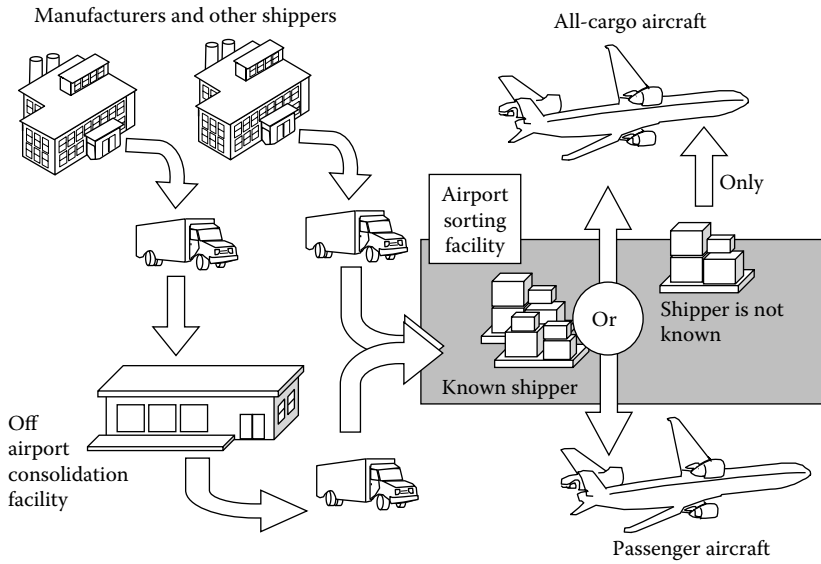 Manufacturers and other shippers
All-cargo aircraft
Only
Airport
sorting
facility
Or
Shipper is not
known
Known shipper
Off
airport
consolidation
facility
Passenger aircraft